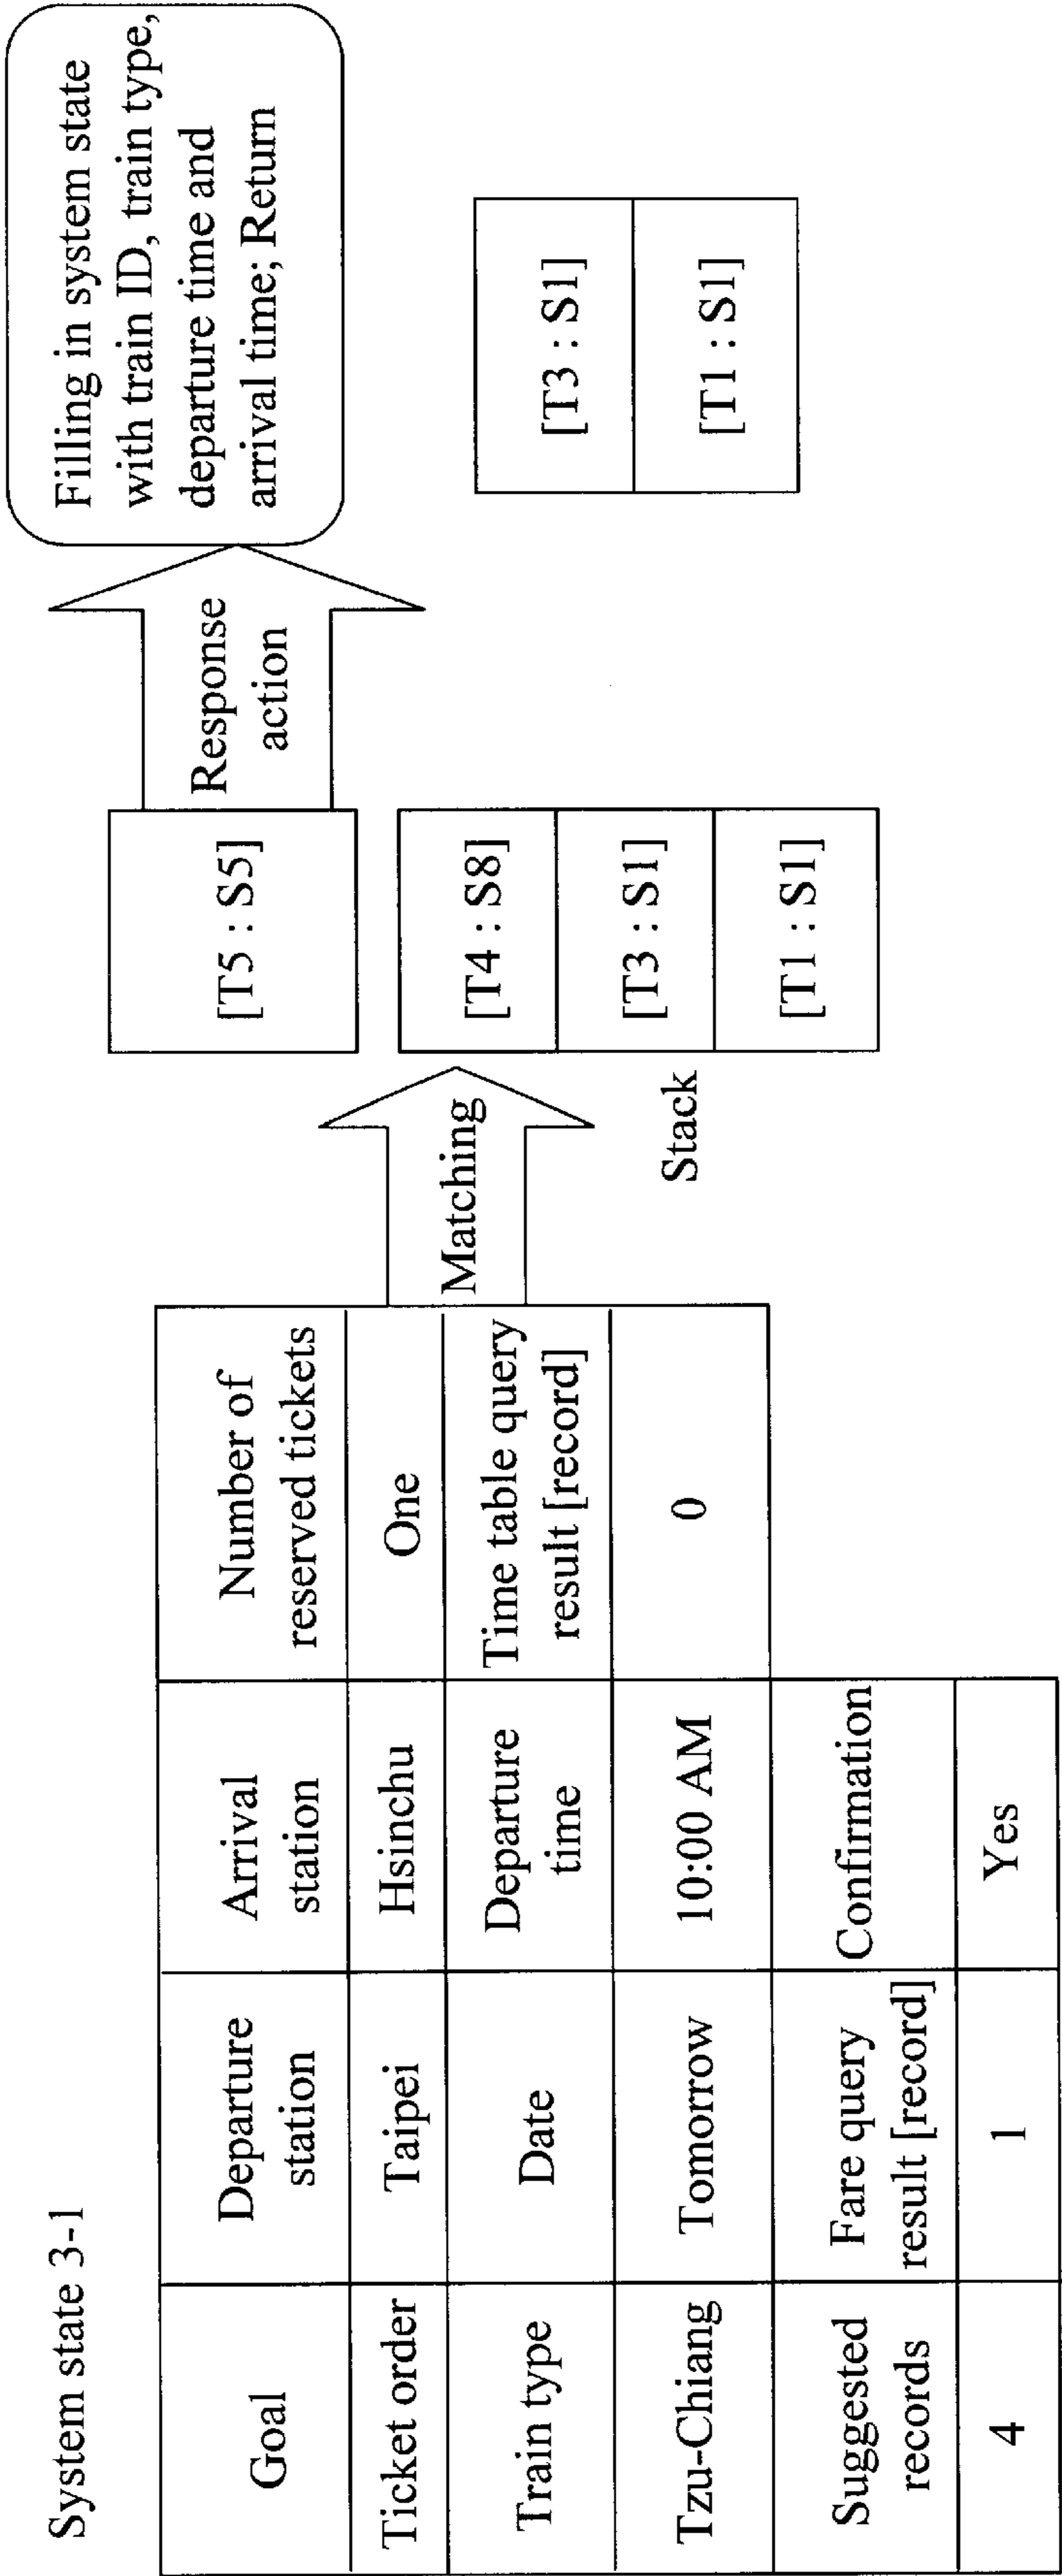 System state 3-1
Goal
Departure
station
Arrival
station
Number of
reserved tickets
Ticket order
Taipei
Hsinchu
One
Train type
Date
Departure
time
Time table query
result [record]
Tzu-Chiang
Tomorrow
10:00 AM
0
Suggested
records
Fare query
result [record]
Confirmation
4
1
Yes
Matching
Stack
[T5 : S5]
[T4 : S8]
[T3 : S1]
[T1 : S1]
Response
action
Filling in system state
with train ID, train type,
departure time and
arrival time; Return
[T3 : S1]
[T1 : S1]